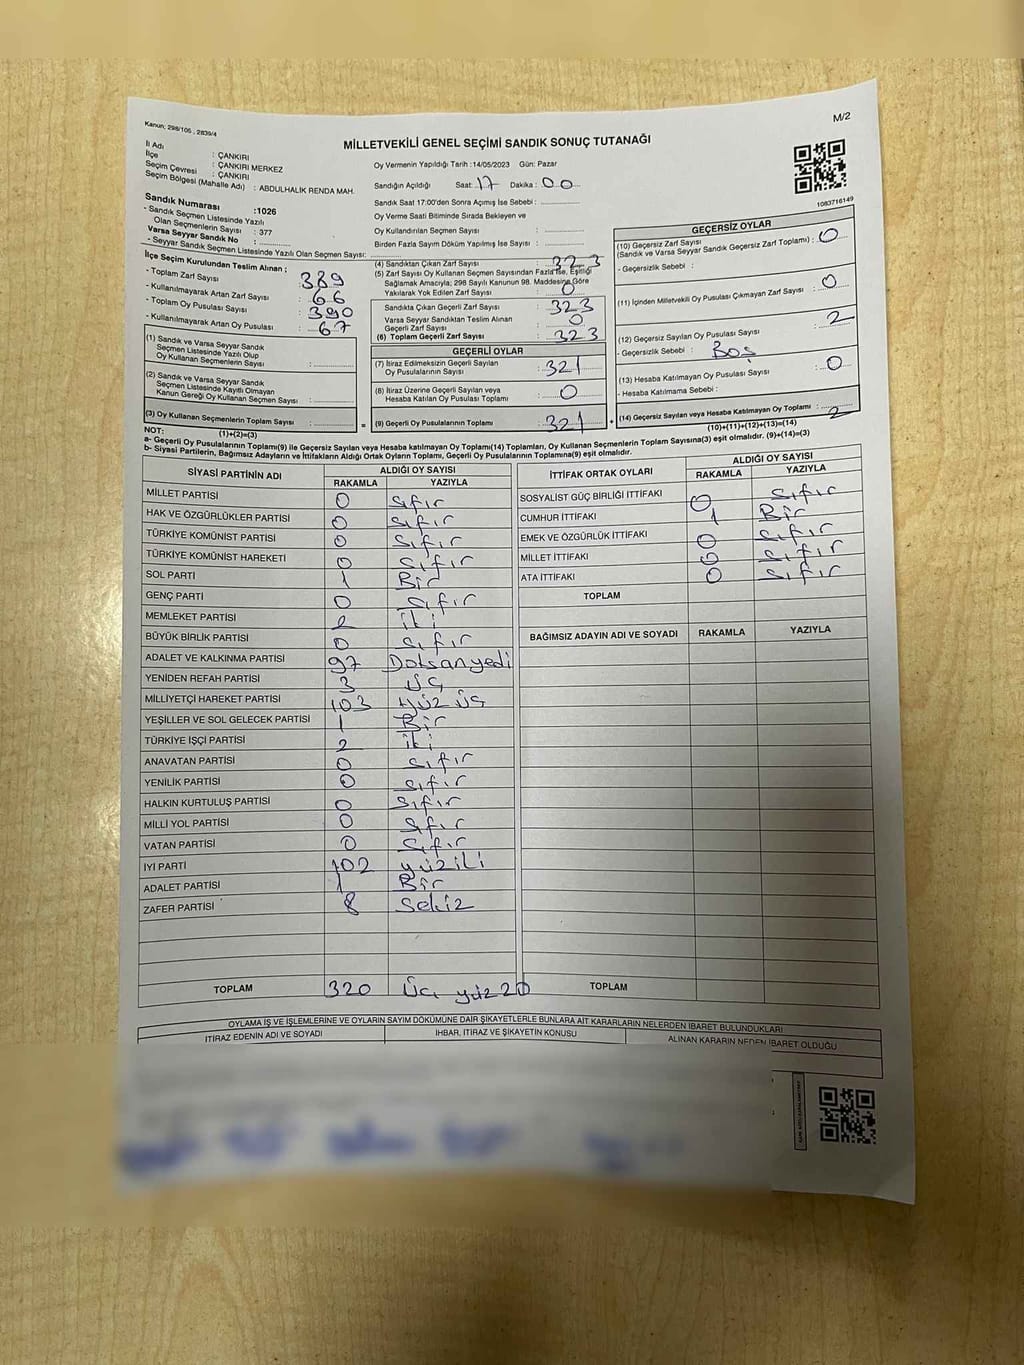 Kanun; 298/105 , 2839/4
M/2
MİLLETVEKİLİ GENEL SEÇİMİ SANDIK SONUÇ TUTANAĞI
İl Adı : ÇANKIRI
İlçe : ÇANKIRI MERKEZ
Seçim Çevresi : ÇANKIRI
Seçim Bölgesi (Mahalle Adı) : ABDULHALİK RENDA MAH.
Sandık Numarası :1026
- Sandık Seçmen Listesinde Yazılı
Olan Seçmenlerin Sayısı : 377
Varsa Seyyar Sandık No :
- Seyyar Sandık Seçmen Listesinde Yazılı Olan Seçmen Sayısı:
Oy Vermenin Yapıldığı Tarih :14/05/2023 Gün: Pazar
Sandığın Açıldığı Saat: 17 Dakika : 00
Sandık Saat 17:00'den Sonra Açımış İse Sebebi :
Oy Verme Saati Bitiminde Sırada Bekleyen ve
Oy Kullandırılan Seçmen Sayısı :
Birden Fazla Sayım Döküm Yapılmış İse Sayısı :
1083716149
İlçe Seçim Kurulundan Teslim Alınan ;
- Toplam Zarf Sayısı : 389
- Kullanılmayarak Artan Zarf Sayısı : 66
- Toplam Oy Pusulası Sayısı : 390
- Kullanılmayarak Artan Oy Pusulası : 67
(1) Sandık ve Varsa Seyyar Sandık
Seçmen Listesinde Yazılı Olup
Oy Kullanan Seçmenlerin Sayısı :
(2) Sandık ve Varsa Seyyar Sandık
Seçmen Listesinde Kayıtlı Olmayan
Kanun Gereği Oy Kullanan Seçmen Sayısı :
(3) Oy Kullanan Seçmenlerin Toplam Sayısı :
(1)+(2)=(3)
(4) Sandıktan Çıkan Zarf Sayısı : 323
(5) Zarf Sayısı Oy Kullanan Seçmen Sayısından Fazla İse, Eşitliği
Sağlamak Amacıyla; 298 Sayılı Kanunun 98. Maddesine Göre
Yakılarak Yok Edilen Zarf Sayısı : 0
Sandıkta Çıkan Geçerli Zarf Sayısı : 323
Varsa Seyyar Sandıktan Teslim Alınan
Geçerli Zarf Sayısı : 0
(6) Toplam Geçerli Zarf Sayısı : 323
GEÇERLİ OYLAR
(7) İtiraz Edilmeksizin Geçerli Sayılan
Oy Pusulalarının Sayısı : 321
(8) İtiraz Üzerine Geçerli Sayılan veya
Hesaba Katılan Oy Pusulası Toplamı : 0
(9) Geçerli Oy Pusulalarının Toplamı : 321
GEÇERSİZ OYLAR
(10) Geçersiz Zarf Sayısı
(Sandık ve Varsa Seyyar Sandık Geçersiz Zarf Toplamı) : 0
- Geçersizlik Sebebi :
(11) İçinden Milletvekili Oy Pusulası Çıkmayan Zarf Sayısı : 0
(12) Geçersiz Sayılan Oy Pusulası Sayısı : 2
- Geçersizlik Sebebi : Boş
(13) Hesaba Katılmayan Oy Pusulası Sayısı : 0
- Hesaba Katılmama Sebebi :
(14) Geçersiz Sayılan veya Hesaba Katılmayan Oy Toplamı : 2
(10)+(11)+(12)+(13)=(14)
NOT:
a- Geçerli Oy Pusulalarının Toplamı(9) ile Geçersiz Sayılan veya Hesaba katılmayan Oy Toplamı(14) Toplamları, Oy Kullanan Seçmenlerin Toplam Sayısına(3) eşit olmalıdır. (9)+(14)=(3)
b- Siyasi Partilerin, Bağımsız Adayların ve İttifakların Aldığı Ortak Oyların Toplamı, Geçerli Oy Pusulalarının Toplamına(9) eşit olmalıdır.
SİYASİ PARTİNİN ADI ALDIĞI OY SAYISI
RAKAMLA YAZIYLA
MİLLET PARTİSİ 0 sıfır
HAK VE ÖZGÜRLÜKLER PARTİSİ 0 sıfır
TÜRKİYE KOMÜNİST PARTİSİ 0 sıfır
TÜRKİYE KOMÜNİST HAREKETİ 0 sıfır
SOL PARTİ 1 Bir
GENÇ PARTİ 0 sıfır
MEMLEKET PARTİSİ 2 iki
BÜYÜK BİRLİK PARTİSİ 0 sıfır
ADALET VE KALKINMA PARTİSİ 97 Doksanyedi
YENİDEN REFAH PARTİSİ 3 üç
MİLLİYETÇİ HAREKET PARTİSİ 103 yüz üç
YEŞİLLER VE SOL GELECEK PARTİSİ 1 Bir
TÜRKİYE İŞÇİ PARTİSİ 2 iki
ANAVATAN PARTİSİ 0 sıfır
YENİLİK PARTİSİ 0 sıfır
HALKIN KURTULUŞ PARTİSİ 0 sıfır
MİLLİ YOL PARTİSİ 0 sıfır
VATAN PARTİSİ 0 sıfır
İYİ PARTİ 102 yüziki
ADALET PARTİSİ 1 Bir
ZAFER PARTİSİ 8 sekiz
TOPLAM 320 üç yüz 20
İTTİFAK ORTAK OYLARI ALDIĞI OY SAYISI
RAKAMLA YAZIYLA
SOSYALİST GÜÇ BİRLİĞİ İTTİFAKI 0 sıfır
CUMHUR İTTİFAKI 1 Bir
EMEK VE ÖZGÜRLÜK İTTİFAKI 0 sıfır
MİLLET İTTİFAKI 0 sıfır
ATA İTTİFAKI 0 sıfır
TOPLAM
BAĞIMSIZ ADAYIN ADI VE SOYADI RAKAMLA YAZIYLA
TOPLAM
OYLAMA İŞ VE İŞLEMLERİNE VE OYLARIN SAYIM DÖKÜMÜNE DAİR ŞİKAYETLERLE BUNLARA AİT KARARLARIN NELERDEN İBARET BULUNDUKLARI
İTİRAZ EDENİN ADI VE SOYADI İHBAR, İTİRAZ VE ŞİKAYETİN KONUSU ALINAN KARARIN NEDEN İBARET OLDUĞU